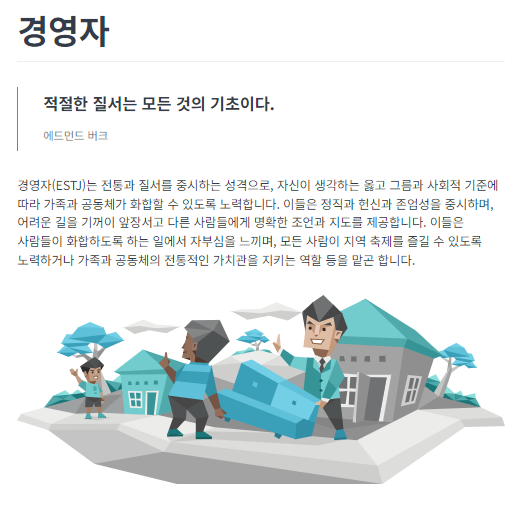 경영자
적절한 질서는 모든 것의 기초이다.
에드먼드 버크
경영자(ESTJ)는 전통과 질서를 중시하는 성격으로, 자신이 생각하는 옳고 그름과 사회적 기준에
따라 가족과 공동체가 화합할 수 있도록 노력합니다. 이들은 정직과 헌신과 존엄성을 중시하며,
어려운 길을 기꺼이 앞장서고 다른 사람들에게 명확한 조언과 지도를 제공합니다. 이들은
사람들이 화합하도록 하는 일에서 자부심을 느끼며, 모든 사람이 지역 축제를 즐길 수 있도록
노력하거나 가족과 공동체의 전통적인 가치관을 지키는 역할 등을 맡곤 합니다.